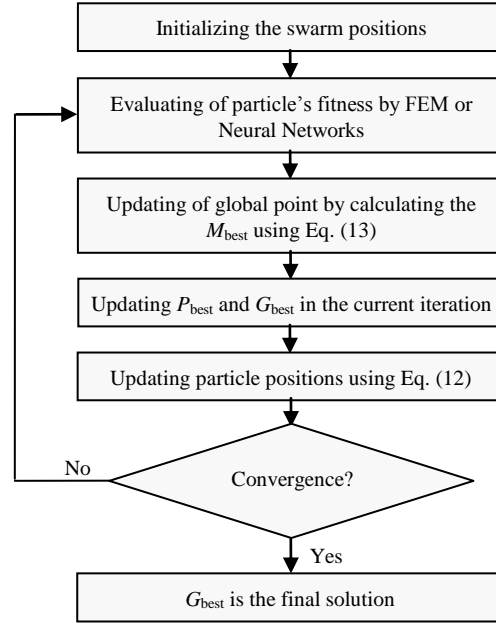 Initializing the swarm positions
Evaluating of particle's fitness by FEM or
Neural Networks
Updating of global point by calculating the
Mbest using Eq. (13)
Updating Pbest and Gbest in the current iteration
Updating particle positions using Eq. (12)
No
Convergence?
Yes
Gbest is the final solution